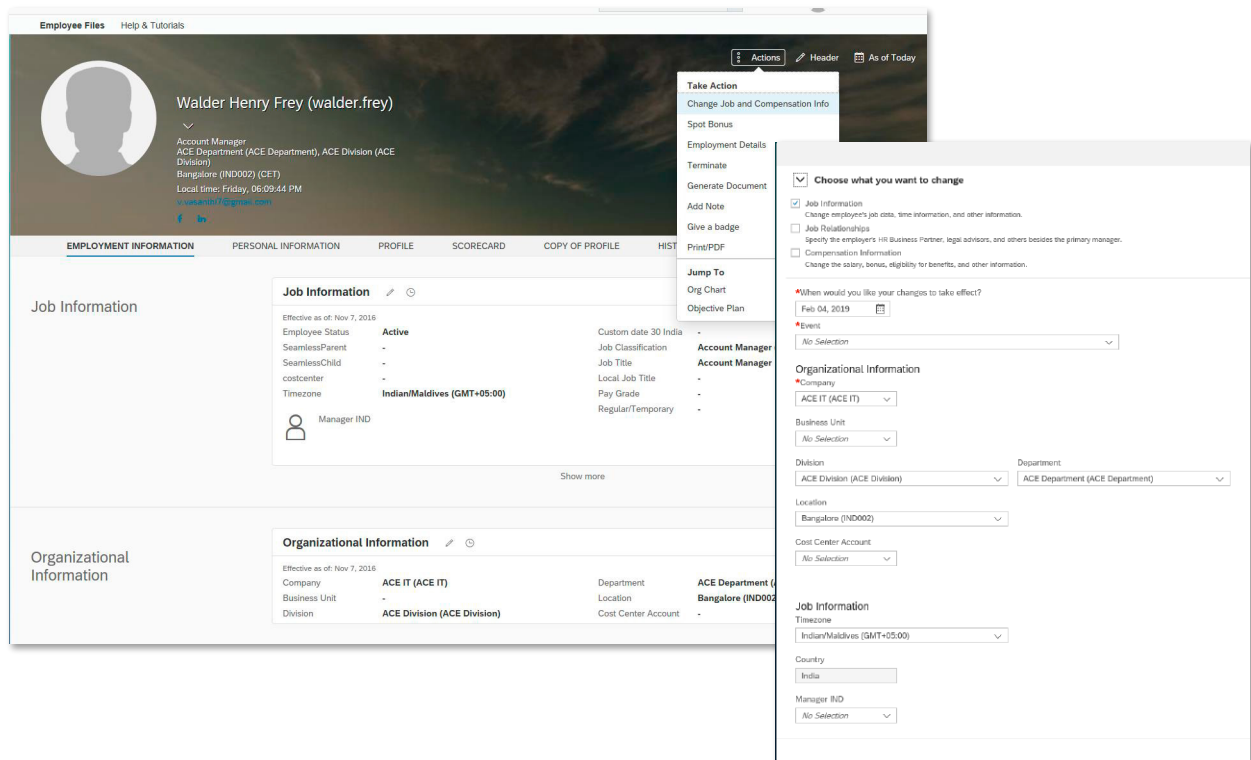 Employee Files Help & Tutorials
Actions Header As of Today
Walder Henry Frey (walder.frey)
Account Manager
ACE Department (ACE Department), ACE Division (ACE
Division)
Bangalore (IND002) (CET)
Local time: Friday, 06:09:44 PM
v.vasanthi7@gmail.com
Take Action
Change Job and Compensation Info
Spot Bonus
Employment Details
Terminate
Generate Document
Add Note
Give a badge
Print/PDF
Jump To
Org Chart
Objective Plan
EMPLOYMENT INFORMATION PERSONAL INFORMATION PROFILE SCORECARD COPY OF PROFILE HIST
Job Information
Job Information
Effective as of: Nov 7, 2016
Employee Status Active Custom date 30 India -
SeamlessParent - Job Classification Account Manager
SeamlessChild - Job Title Account Manager
costcenter - Local Job Title -
Timezone Indian/Maldives (GMT+05:00) Pay Grade -
Regular/Temporary -
Manager IND
Show more
Organizational
Information
Organizational Information
Effective as of: Nov 7, 2016
Company ACE IT (ACE IT) Department ACE Department (
Business Unit - Location Bangalore (IND002
Division ACE Division (ACE Division) Cost Center Account -
Choose what you want to change
Job Information
Change employee's job data, time information, and other information.
Job Relationships
Specify the employer's HR Business Partner, legal advisors, and others besides the primary manager.
Compensation Information
Change the salary, bonus, eligibility for benefits, and other information.
*When would you like your changes to take effect?
Feb 04, 2019
*Event
No Selection
Organizational Information
*Company
ACE IT (ACE IT)
Business Unit
No Selection
Division Department
ACE Division (ACE Division) ACE Department (ACE Department)
Location
Bangalore (IND002)
Cost Center Account
No Selection
Job Information
Timezone
Indian/Maldives (GMT+05:00)
Country
India
Manager IND
No Selection